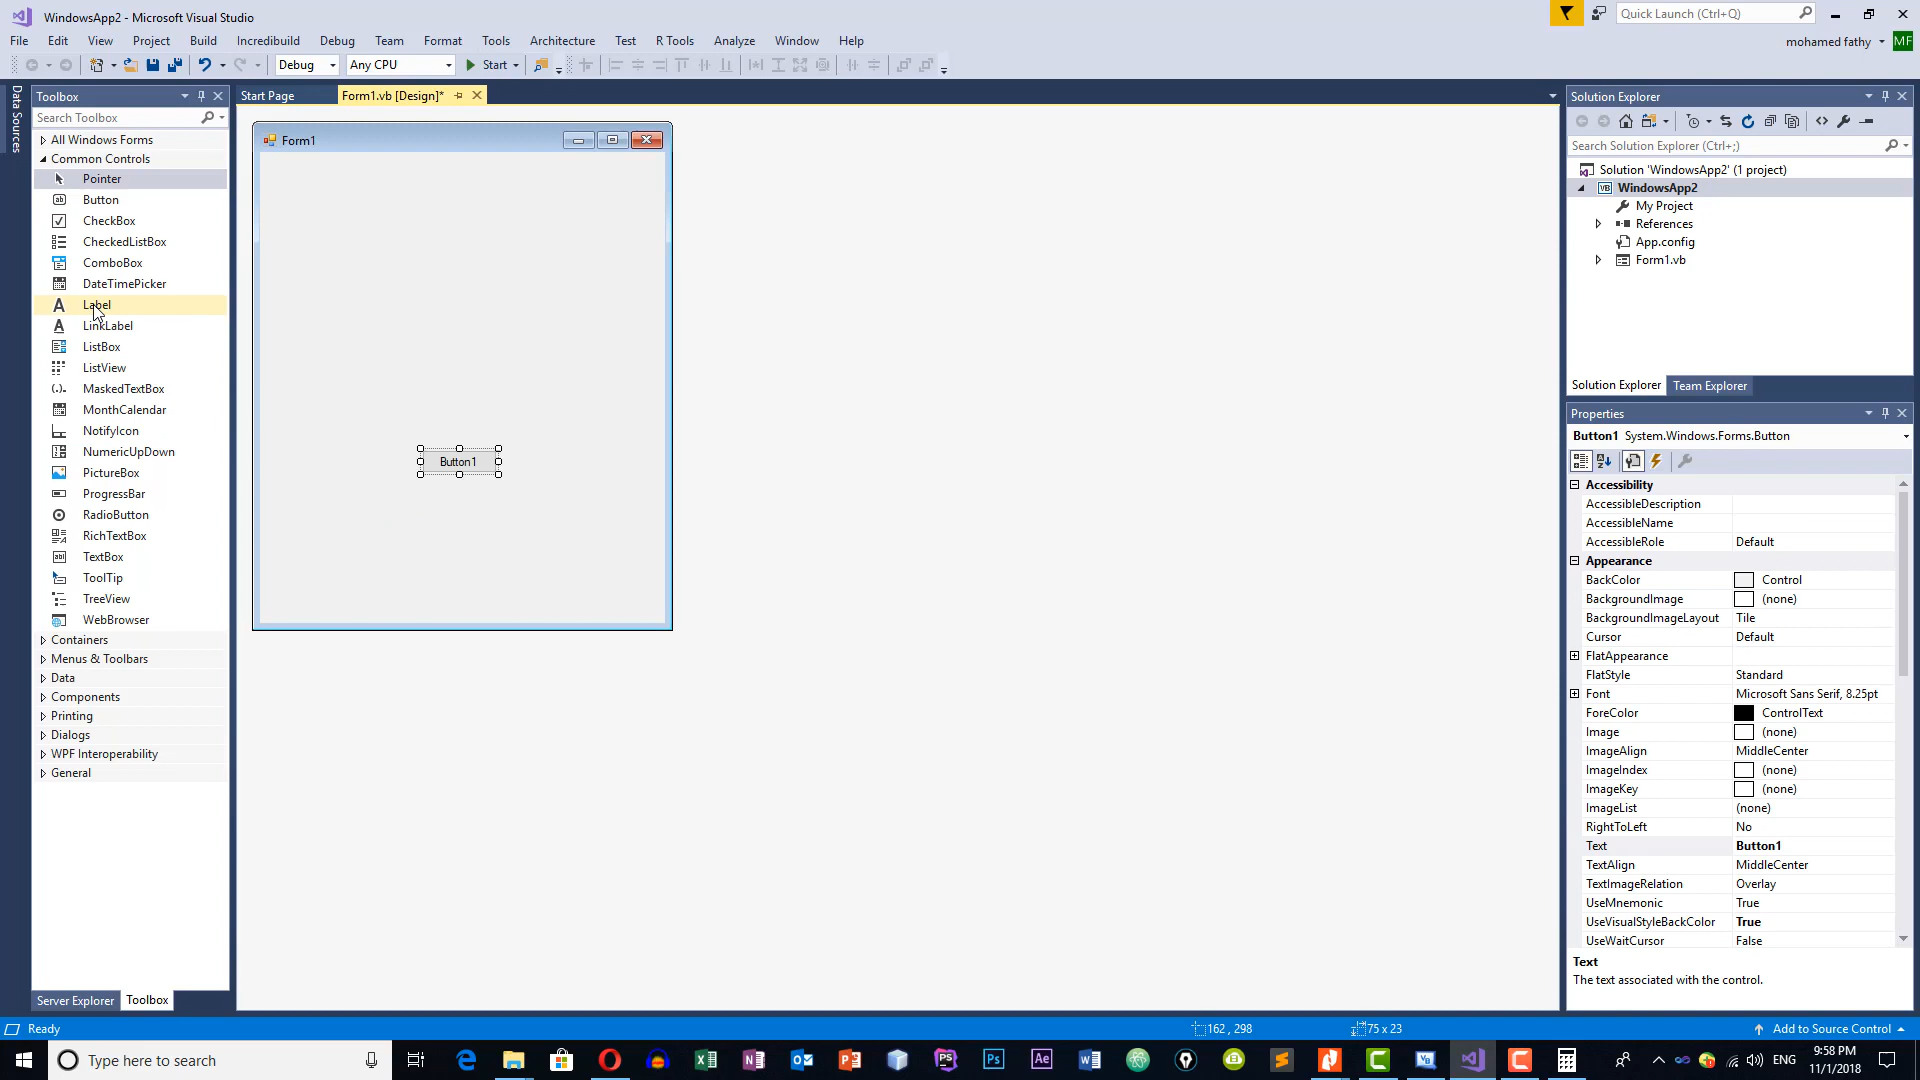 WindowsApp2 - Microsoft Visual Studio
Quick Launch (Ctrl+Q)
File Edit View Project Build Incredibuild Debug Team Format Tools Architecture Test R Tools Analyze Window Help
mohamed fathy MF
Debug Any CPU Start
Data Sources
Toolbox
Search Toolbox
All Windows Forms
Common Controls
Pointer
Button
CheckBox
CheckedListBox
ComboBox
DateTimePicker
Label
LinkLabel
ListBox
ListView
MaskedTextBox
MonthCalendar
NotifyIcon
NumericUpDown
PictureBox
ProgressBar
RadioButton
RichTextBox
TextBox
ToolTip
TreeView
WebBrowser
Containers
Menus & Toolbars
Data
Components
Printing
Dialogs
WPF Interoperability
General
Server Explorer Toolbox
Start Page Form1.vb [Design]*
Form1
Button1
Solution Explorer
Search Solution Explorer (Ctrl+;)
Solution 'WindowsApp2' (1 project)
VB WindowsApp2
My Project
References
App.config
Form1.vb
Solution Explorer Team Explorer
Properties
Button1 System.Windows.Forms.Button
Accessibility
AccessibleDescription
AccessibleName
AccessibleRole Default
Appearance
BackColor Control
BackgroundImage (none)
BackgroundImageLayout Tile
Cursor Default
FlatAppearance
FlatStyle Standard
Font Microsoft Sans Serif, 8.25pt
ForeColor ControlText
Image (none)
ImageAlign MiddleCenter
ImageIndex (none)
ImageKey (none)
ImageList (none)
RightToLeft No
Text Button1
TextAlign MiddleCenter
TextImageRelation Overlay
UseMnemonic True
UseVisualStyleBackColor True
UseWaitCursor False
Text
The text associated with the control.
Ready 162 , 298 75 x 23 Add to Source Control
Type here to search
ENG
9:58 PM
11/1/2018